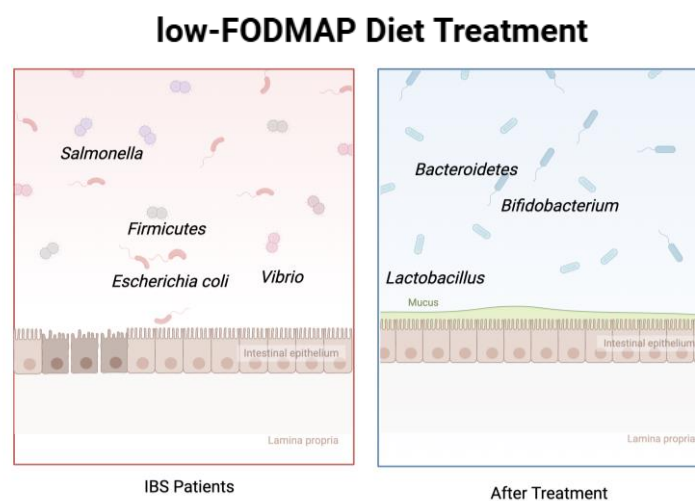 low-FODMAP Diet Treatment
Salmonella
Firmicutes
Escherichia coli
Vibrio
Intestinal epithelium
Lamina propria
IBS Patients
Bacteroidetes
Bifidobacterium
Lactobacillus
Mucus
Intestinal epithelium
Lamina propria
After Treatment